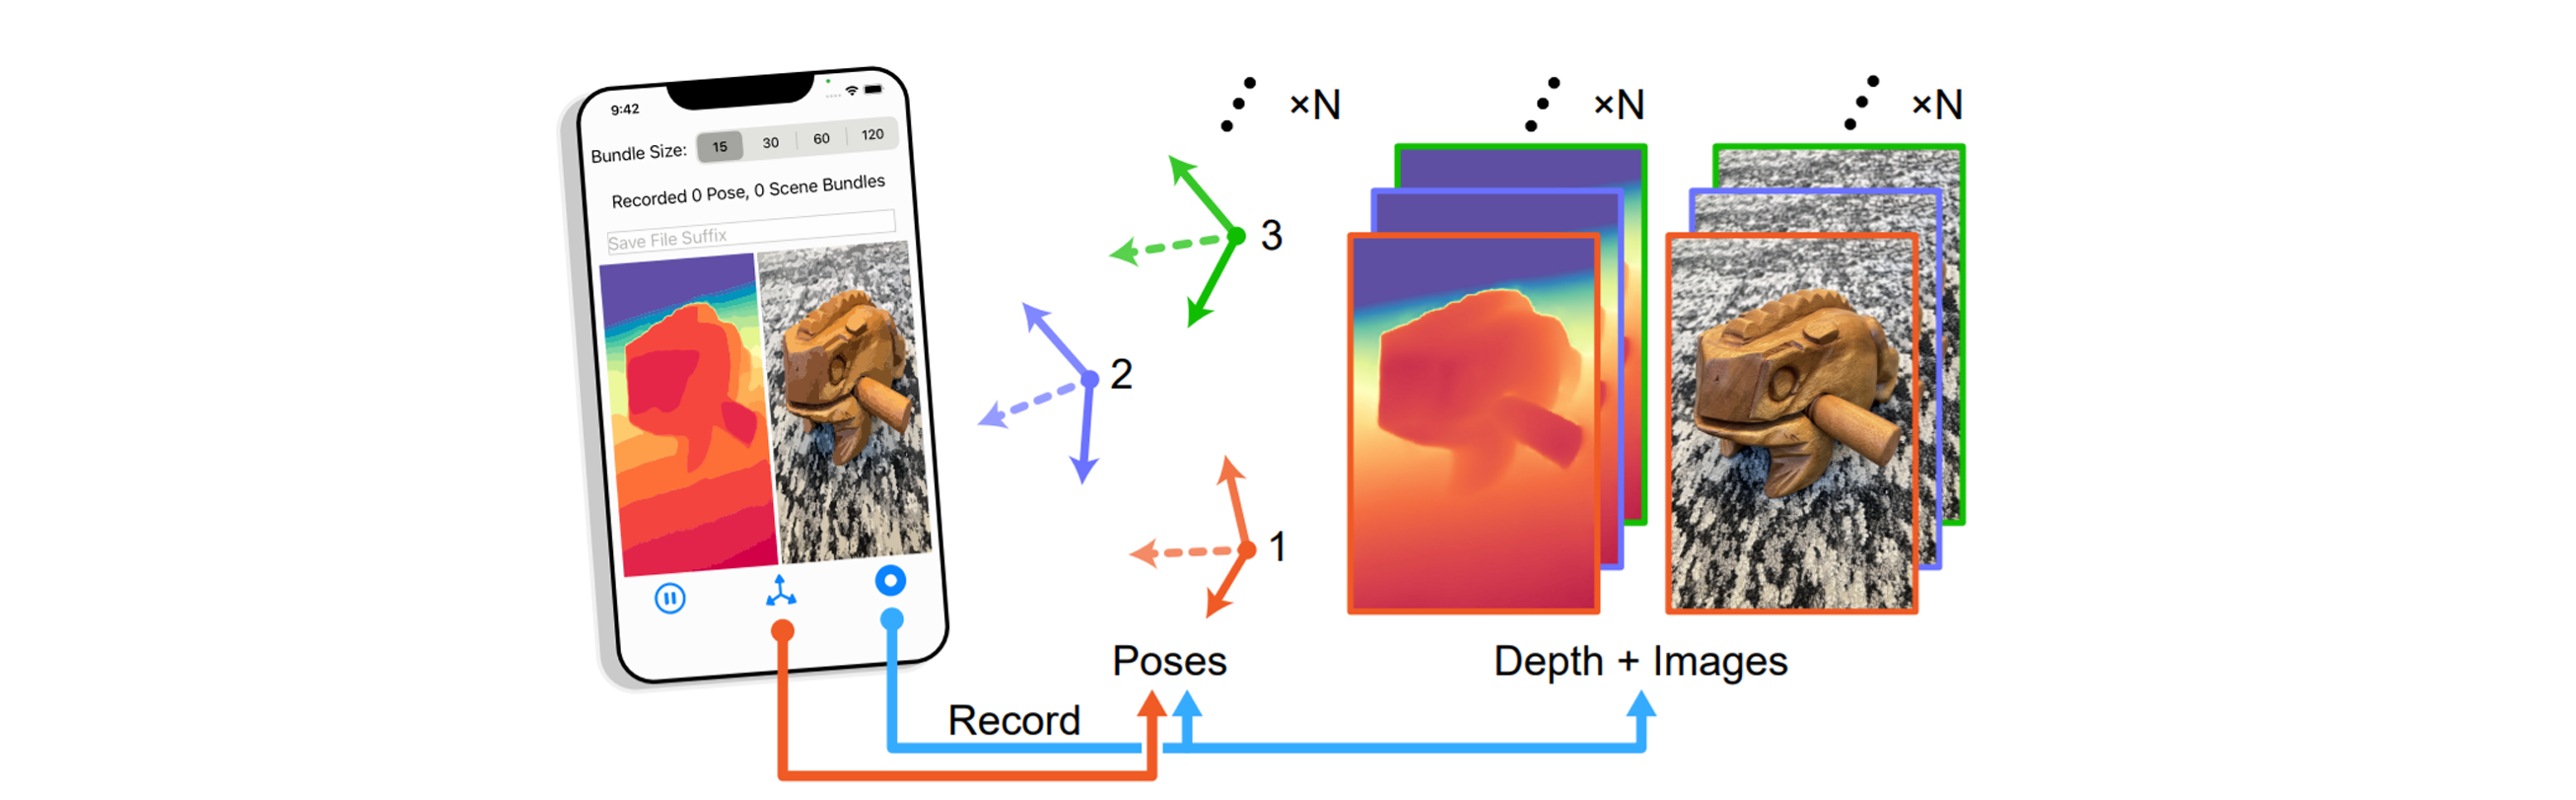 9:42
Bundle Size: 15 30 60 120
Recorded 0 Pose, 0 Scene Bundles
Save File Suffix
×N
×N
×N
3
2
1
Poses
Depth + Images
Record